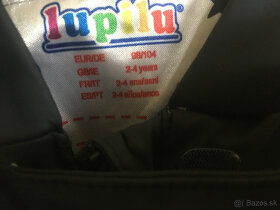 lupilu
EUR/DE 98/104
GB/IE 2-4 years
FR/IT 2-4 ans/anni
ES/PT 2-4 años/anos
bazos.sk